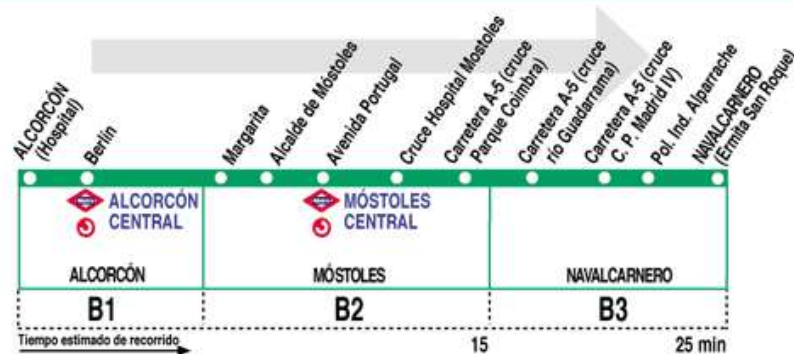 ALCORCÓN
(Hospital)
Berlin
Margarita
Alcalde de Móstoles
Avenida Portugal
Cruce Hospital Mostoles
Carretera A-5 (cruce
Parque Coimbra)
Carretera A-5 (cruce
río Guadarrama)
Carretera A-5 (cruce
C. P. Madrid IV)
Pol. Ind. Alparrache
NAVALCARNERO
(Ermita San Roque)
ALCORCÓN
CENTRAL
MÓSTOLES
CENTRAL
ALCORCÓN
MÓSTOLES
NAVALCARNERO
B1
B2
B3
Tiempo estimado de recorrido
15
25 min